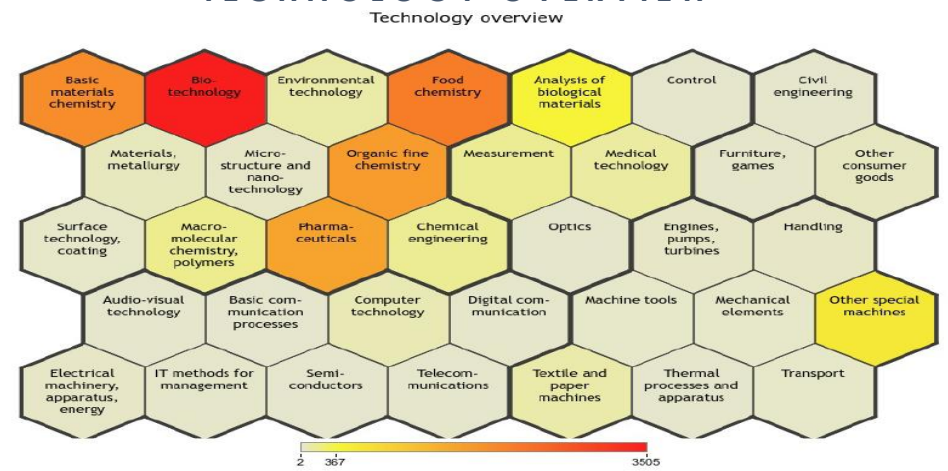 Technology overview
Basic
materials
chemistry
Bio-
technology
Environmental
technology
Food
chemistry
Analysis of
biological
materials
Control
Civil
engineering
Materials,
metallurgy
Micro-
structure and
nano-
technology
Organic fine
chemistry
Measurement
Medical
technology
Furniture,
games
Other
consumer
goods
Surface
technology,
coating
Macro-
molecular
chemistry,
polymers
Pharma-
ceuticals
Chemical
engineering
Optics
Engines,
pumps,
turbines
Handling
Audio-visual
technology
Basic com-
munication
processes
Computer
technology
Digital com-
munication
Machine tools
Mechanical
elements
Other special
machines
Electrical
machinery,
apparatus,
energy
IT methods for
management
Semi-
conductors
Telecom-
munications
Textile and
paper
machines
Thermal
processes and
apparatus
Transport
2 367 3505